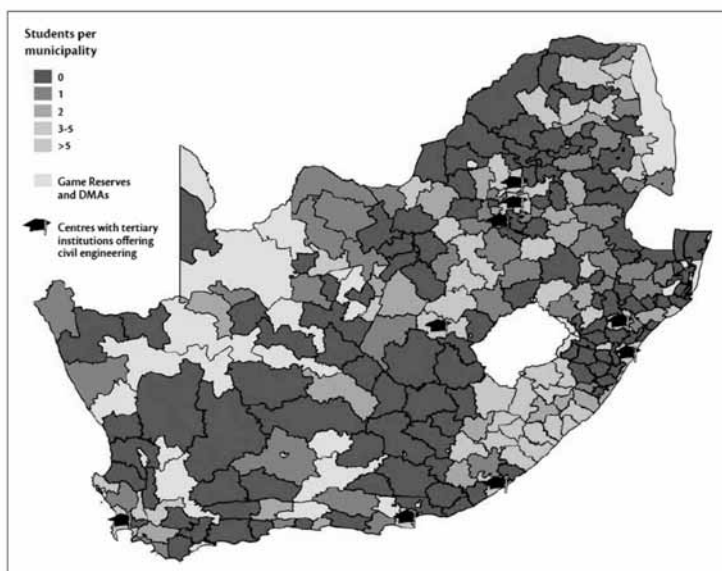 Students per
municipality
0
1
2
3-5
>5
Game Reserves
and DMAs
Centres with tertiary
institutions offering
civil engineering